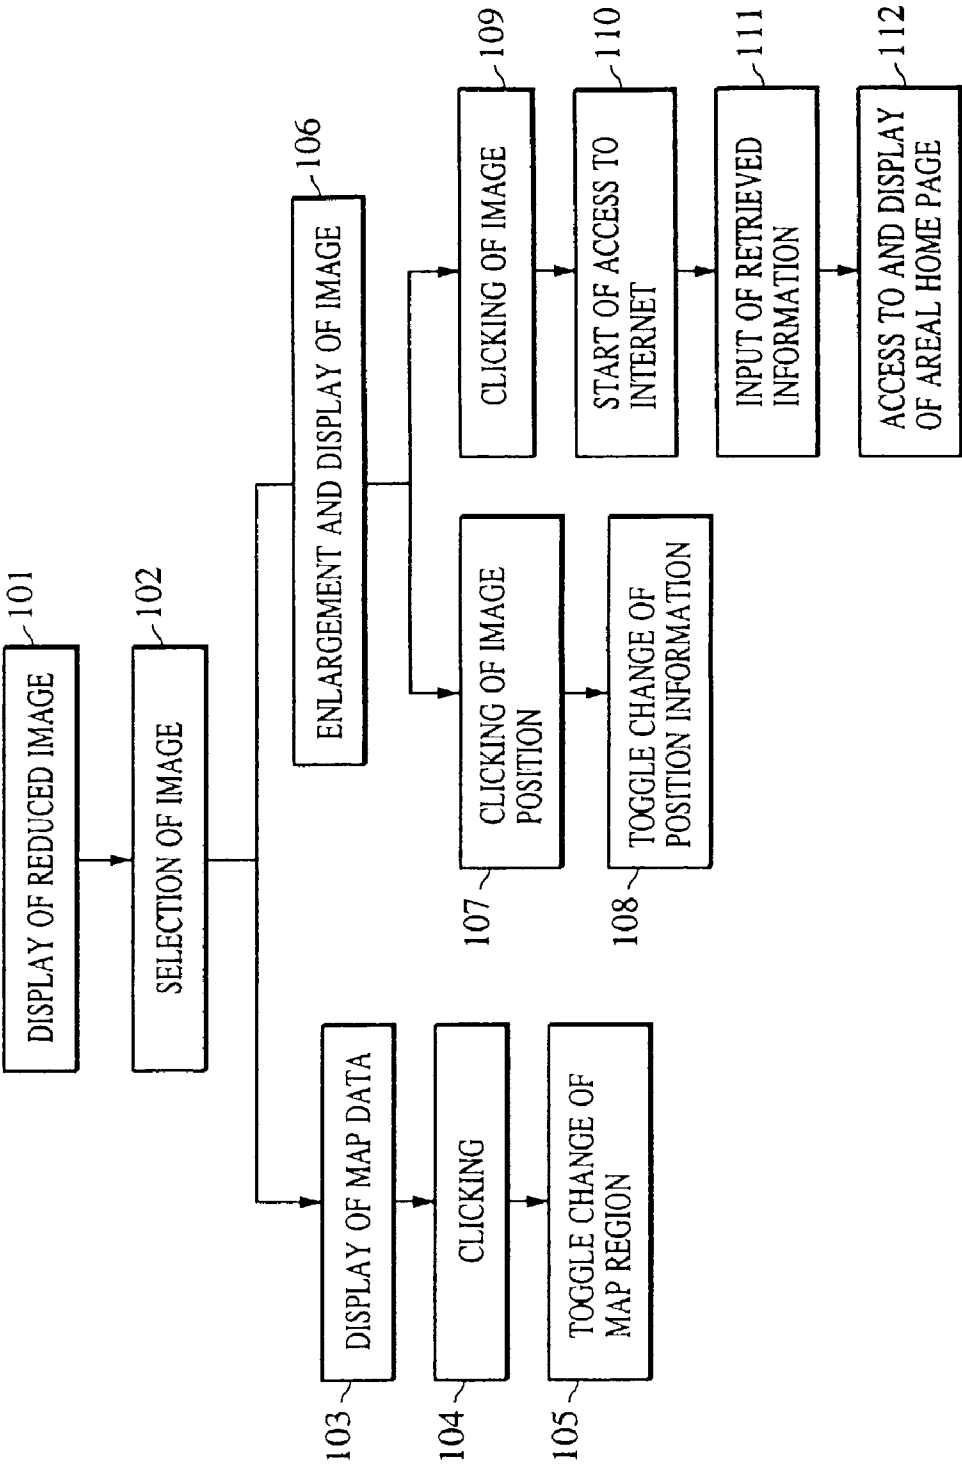 101
DISPLAY OF REDUCED IMAGE
102
SELECTION OF IMAGE
103
DISPLAY OF MAP DATA
104
CLICKING
105
TOGGLE CHANGE OF
MAP REGION
106
ENLARGEMENT AND DISPLAY OF IMAGE
107
CLICKING OF IMAGE
POSITION
108
TOGGLE CHANGE OF
POSITION INFORMATION
109
CLICKING OF IMAGE
110
START OF ACCESS TO
INTERNET
111
INPUT OF RETRIEVED
INFORMATION
112
ACCESS TO AND DISPLAY
OF AREAL HOME PAGE